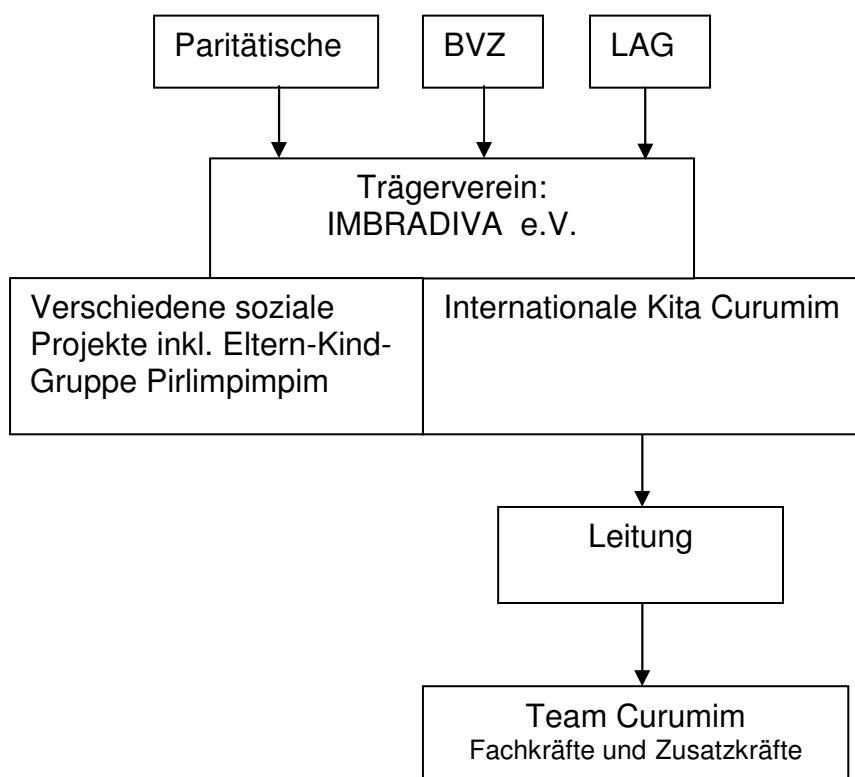 Paritätische
BVZ
LAG
Trägerverein:
IMBRADIVA e.V.
Verschiedene soziale
Projekte inkl. Eltern-Kind-
Gruppe Pirlimpimpim
Internationale Kita Curumim
Leitung
Team Curumim
Fachkräfte und Zusatzkräfte